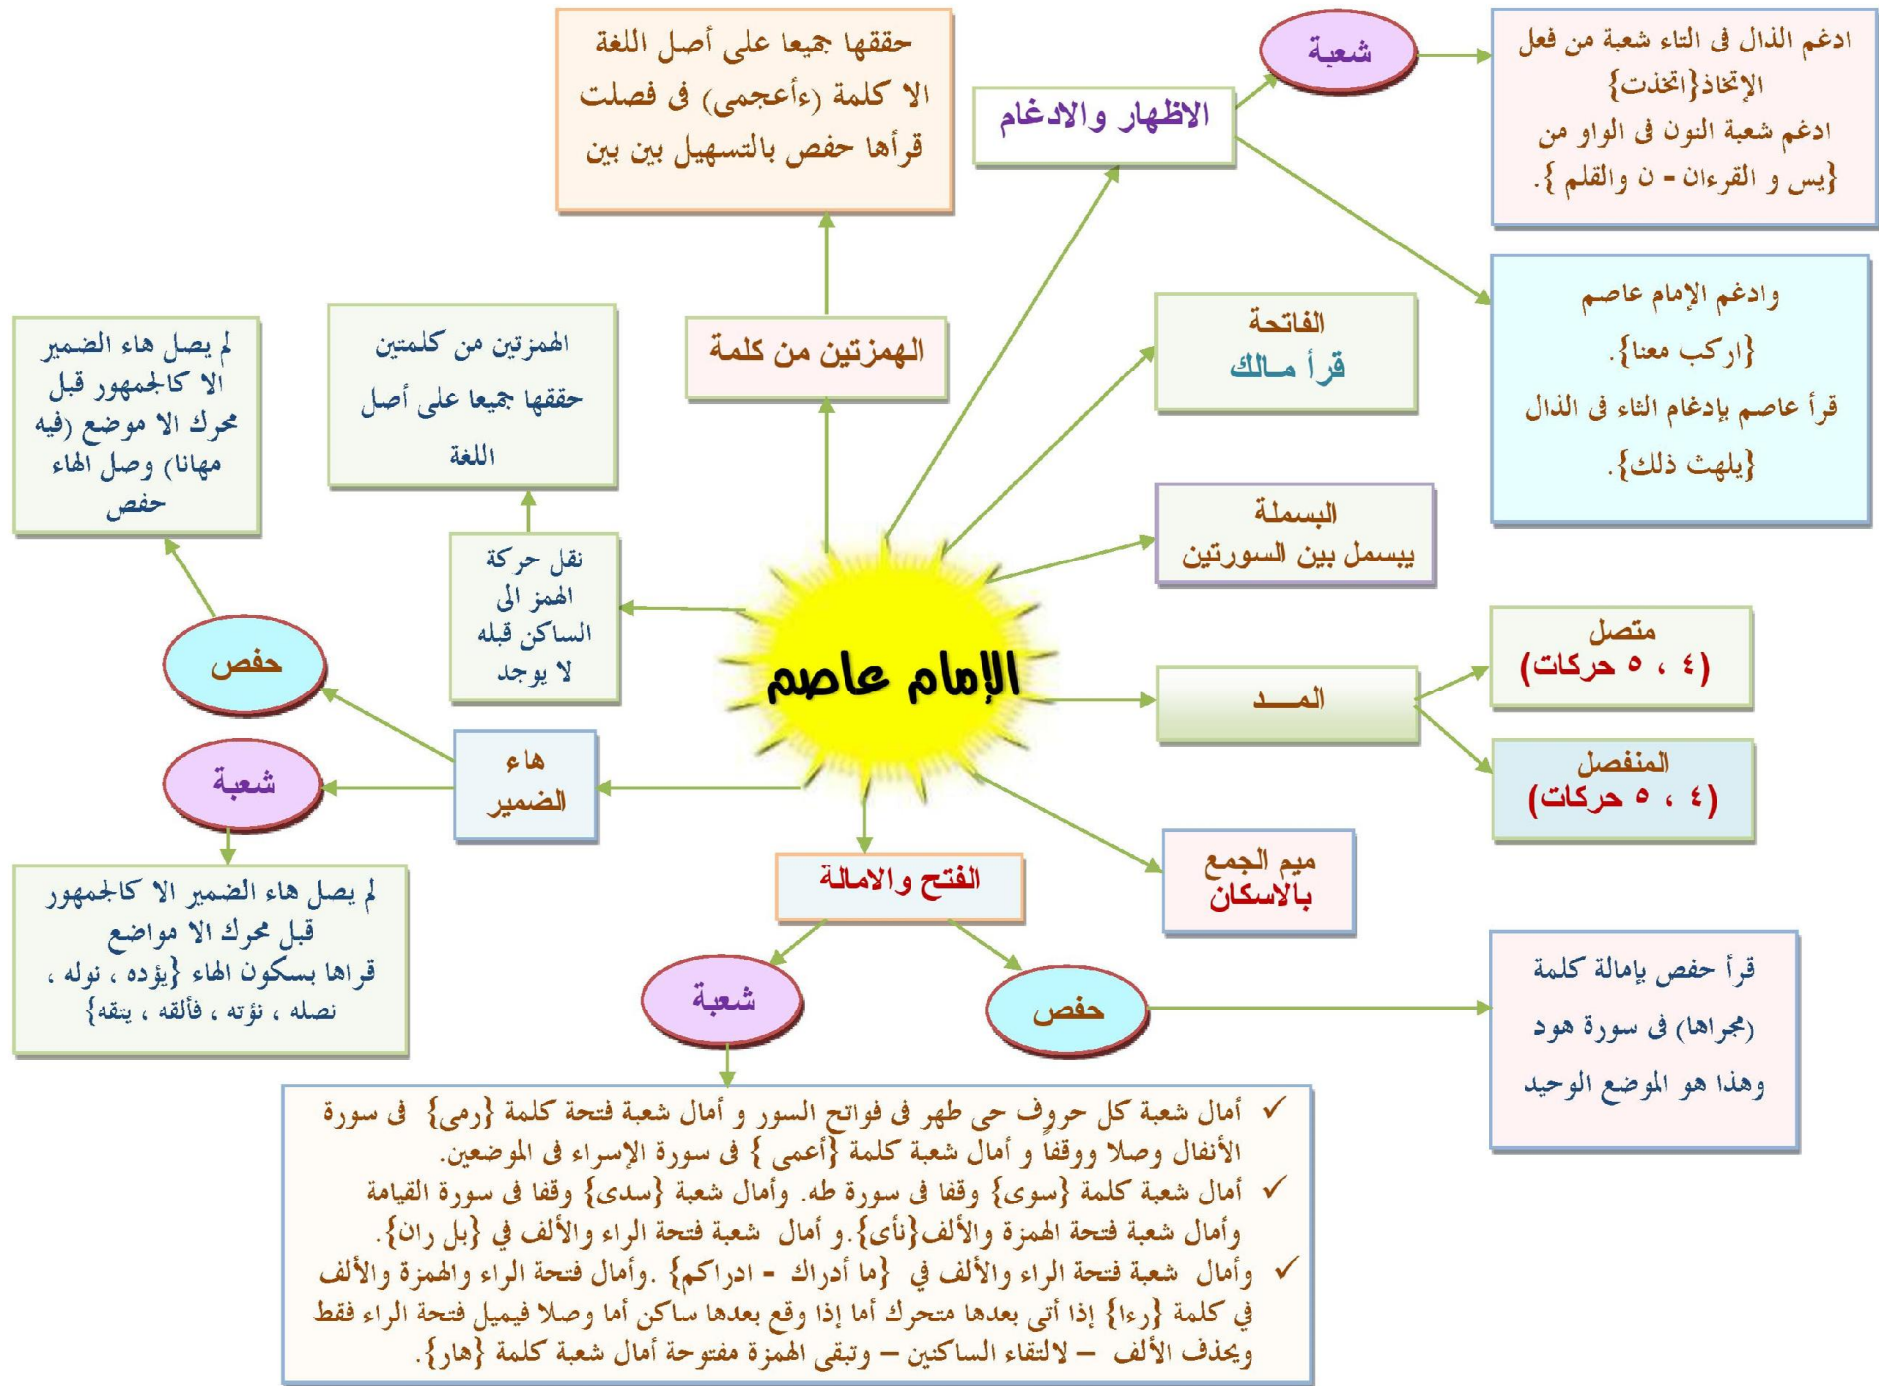 حققها جميعا على أصل اللغة
الا كلمة (ءأعجمى) فى فصلت
قرأها حفص بالتسهيل بين بين
شعبة
ادغم الذال فى التاء شعبة من فعل
الإتخاذ{اتخذت}
ادغم شعبة النون فى الواو من
{يس و القرءان - ن والقلم }.
الاظهار والادغام
وادغم الإمام عاصم
{اركب معنا}.
قرأ عاصم بإدغام الثاء فى الذال
{يلهث ذلك}.
الفاتحة
قرأ مـالك
الهمزتين من كلمة
الهمزتين من كلمتين
حققها جميعا على أصل
اللغة
لم يصل هاء الضمير
الا كالجمهور قبل
محرك الا موضع (فيه
مهانا) وصل الهاء
حفص
البسملة
يبسمل بين السورتين
نقل حركة
الهمز الى
الساكن قبله
لا يوجد
حفص
الإمام عاصم
المـــد
متصل
(٤ ، ٥ حركات)
المنفصل
(٤ ، ٥ حركات)
هاء
الضمير
شعبة
لم يصل هاء الضمير الا كالجمهور
قبل محرك الا مواضع
قراها بسكون الهاء {يؤده ، نوله ،
نصله ، نؤته ، فألقه ، يتقه}
ميم الجمع
بالاسكان
الفتح والامالة
شعبة
حفص
قرأ حفص بإمالة كلمة
(مجراها) فى سورة هود
وهذا هو الموضع الوحيد
✓ أمال شعبة كل حروف حى طهر فى فواتح السور و أمال شعبة فتحة كلمة {رمى} فى سورة
الأنفال وصلا ووقفاً و أمال شعبة كلمة {أعمى } فى سورة الإسراء فى الموضعين.
✓ أمال شعبة كلمة {سوى} وقفا فى سورة طه. وأمال شعبة {سدى} وقفا فى سورة القيامة
وأمال شعبة فتحة الهمزة والألف{نأى}.و أمال شعبة فتحة الراء والألف في {بل ران}.
✓ وأمال شعبة فتحة الراء والألف في {ما أدراك - ادراكم} .وأمال فتحة الراء والهمزة والألف
في كلمة {رءا} إذا أتى بعدها متحرك أما إذا وقع بعدها ساكن أما وصلا فيميل فتحة الراء فقط
ويحذف الألف – لالتقاء الساكنين – وتبقى الهمزة مفتوحة أمال شعبة كلمة {هار}.